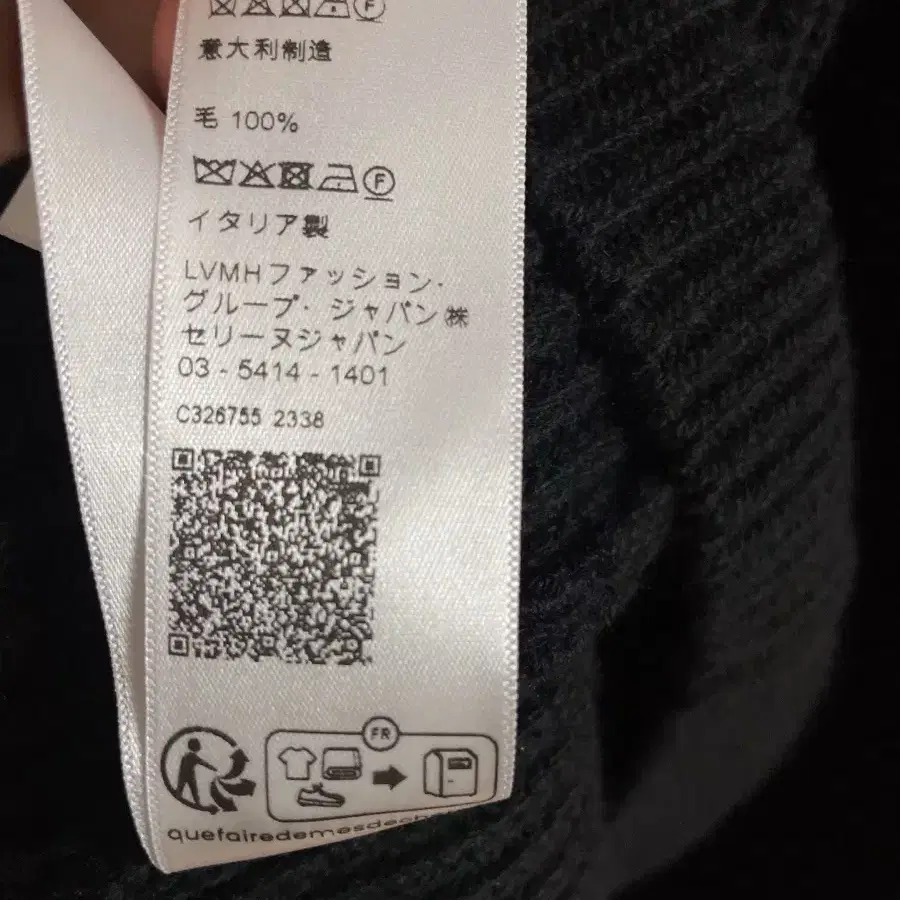 意大利制造
毛 100%
F
イタリア製
LVMHファッション・
グループ・ジャパン㈱
セリーヌジャパン
03 - 5414 - 1401
C326755 2338
FR